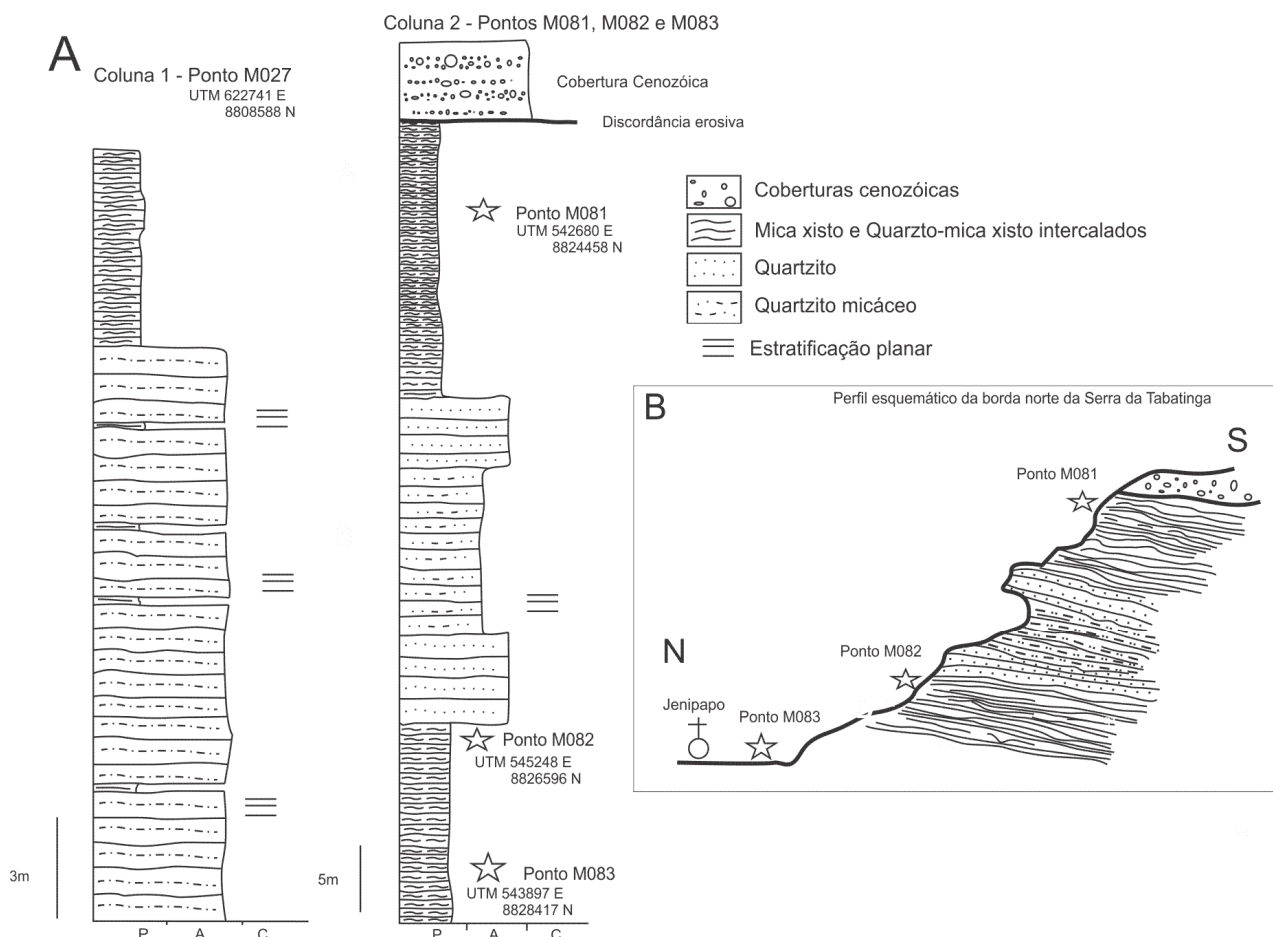 A
Coluna 1 - Ponto M027
UTM 622741 E
8808588 N
3m
P A C
Coluna 2 - Pontos M081, M082 e M083
Cobertura Cenozóica
Discordância erosiva
Ponto M081
UTM 542680 E
8824458 N
Ponto M082
UTM 545248 E
8826596 N
Ponto M083
UTM 543897 E
8828417 N
5m
P A C
Coberturas cenozóicas
Mica xisto e Quarzto-mica xisto intercalados
Quartzito
Quartzito micáceo
Estratificação planar
B
Perfil esquemático da borda norte da Serra da Tabatinga
S
Ponto M081
N
Ponto M082
Jenipapo
Ponto M083